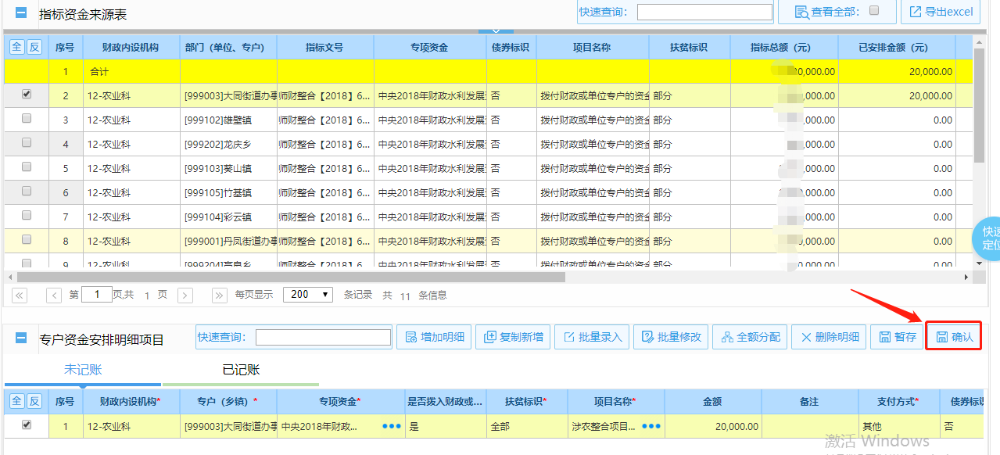 指标资金来源表 快速查询: 查看全部: 导出excel
全 反 序号 财政内设机构 部门（单位、专户） 指标文号 专项资金 债券标识 项目名称 扶贫标识 指标总额（元） 已安排金额（元）
1 合计 0,000.00 20,000.00
2 12-农业科 [999003]大同街道办事 师财整合【2018】6... 中央2018年财政水利发展 否 拨付财政或单位专户的资金 部分 ,000.00 20,000.00
3 12-农业科 [999102]雄壁镇 师财整合【2018】6... 中央2018年财政水利发展 否 拨付财政或单位专户的资金 部分 ,000.00 0.00
4 12-农业科 [999202]龙庆乡 师财整合【2018】6... 中央2018年财政水利发展 否 拨付财政或单位专户的资金 部分 ,000.00 0.00
5 12-农业科 [999103]葵山镇 师财整合【2018】6... 中央2018年财政水利发展 否 拨付财政或单位专户的资金 部分 ,000.00 0.00
6 12-农业科 [999105]竹基镇 师财整合【2018】6... 中央2018年财政水利发展 否 拨付财政或单位专户的资金 部分 ,000.00 0.00
7 12-农业科 [999104]彩云镇 师财整合【2018】6... 中央2018年财政水利发展 否 拨付财政或单位专户的资金 部分 ,000.00 0.00
8 12-农业科 [999001]丹凤街道办事 师财整合【2018】6... 中央2018年财政水利发展 否 拨付财政或单位专户的资金 部分 ,000.00 0.00
9 12-农业科 [999204]高良乡 师财整合【2018】6... 中央2018年财政水利发展 否 拨付财政或单位专户的资金 部分 0,000.00 0.00
快速
定位
第 1 页,共 1 页 每页显示 200 条记录 共 11 条信息
专户资金安排明细项目 快速查询: 增加明细 复制新增 批量录入 批量修改 全额分配 删除明细 暂存 确认
未记账 已记账
全 反 序号 财政内设机构* 专户（乡镇）* 专项资金* 是否拨入财政或... 扶贫标识* 项目名称* 金额 备注 支付方式* 债券标识
1 12-农业科 [999003]大同街道办事 中央2018年财政... 是 全部 涉农整合项目... 20,000.00 其他 否
激活 Windows